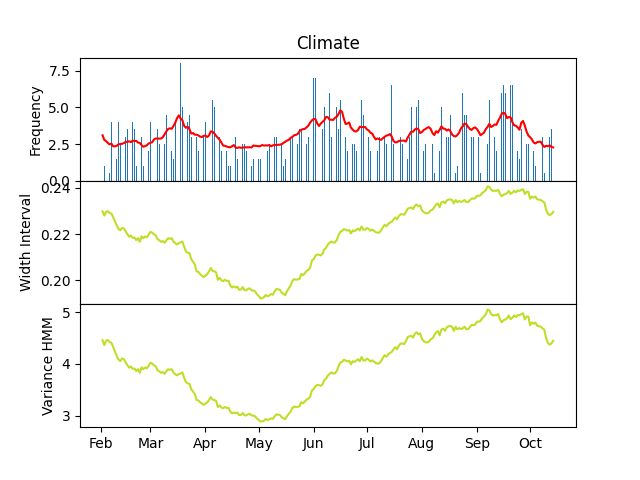 Climate
Frequency
7.5
5.0
2.5
0.0
Width Interval
0.24
0.22
0.20
Variance HMM
5
4
3
Feb Mar Apr May Jun Jul Aug Sep Oct